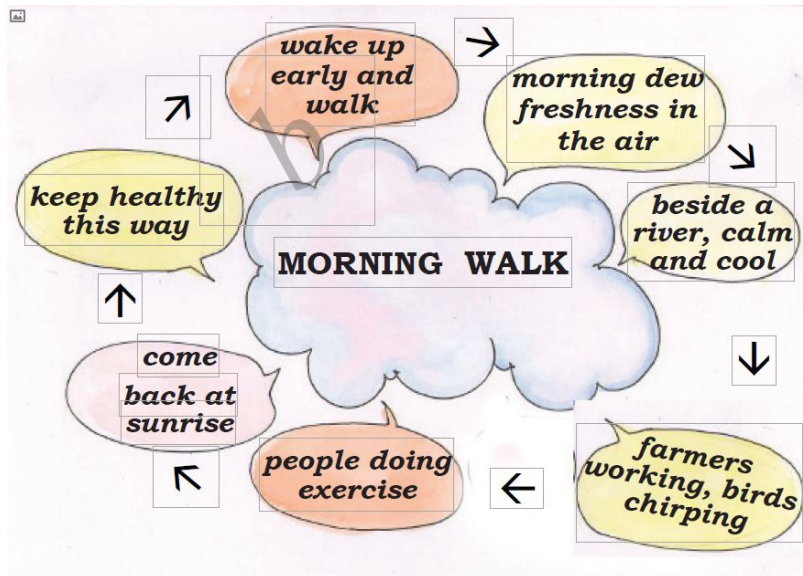 wake up
early and
walk
morning dew
freshness in
the air
beside a
river, calm
and cool
farmers
working, birds
chirping
people doing
exercise
come
back at
sunrise
keep healthy
this way
MORNING WALK
b